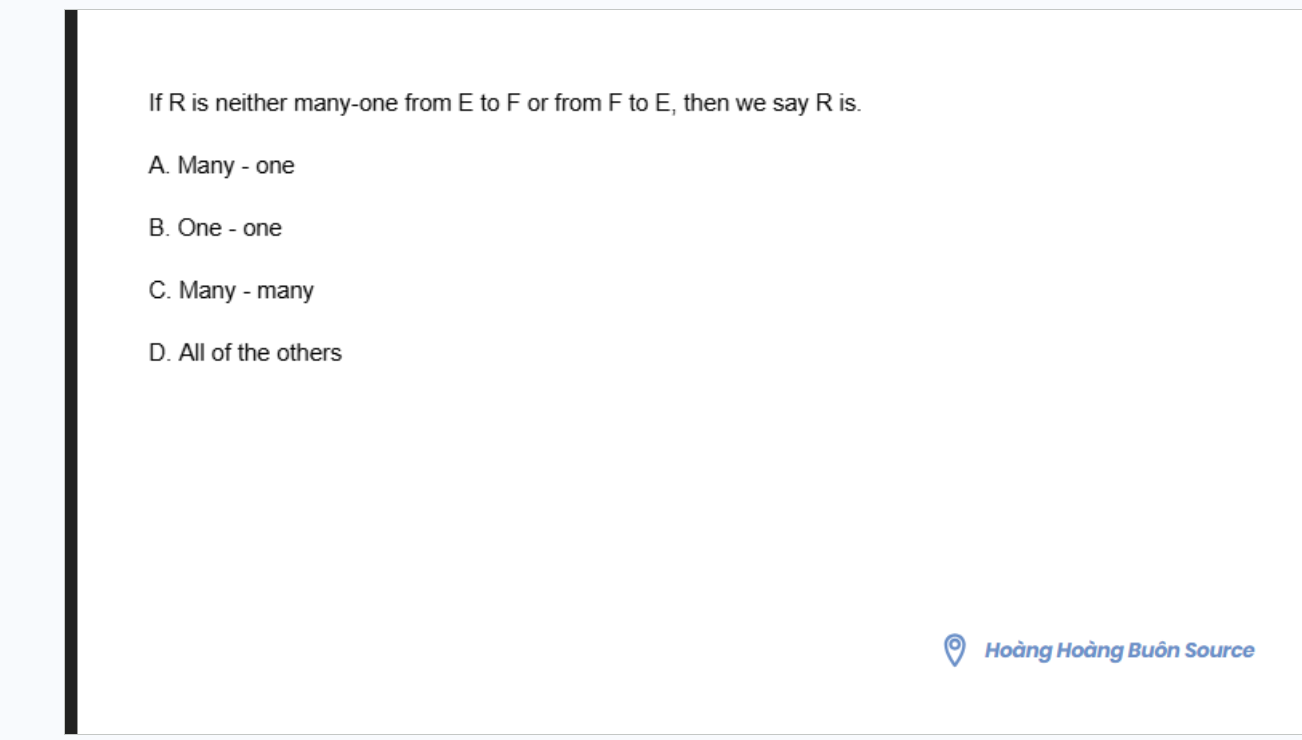 If R is neither many-one from E to F or from F to E, then we say R is.
A. Many - one
B. One - one
C. Many - many
D. All of the others
Hoàng Hoàng Buôn Source